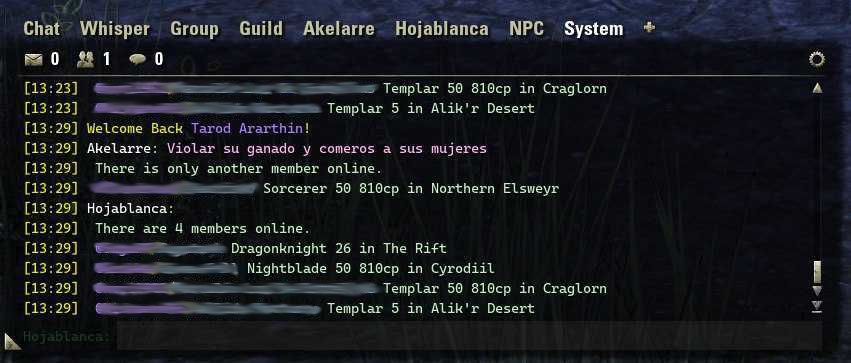 Chat Whisper Group Guild Akelarre Hojablanca NPC System +
0 1 0
[13:23] Templar 50 810cp in Craglorn
[13:23] Templar 5 in Alik'r Desert
[13:29] Welcome Back Tarod Ararthin!
[13:29] Akelarre: Violar su ganado y comeros a sus mujeres
[13:29] There is only another member online.
[13:29] Sorcerer 50 810cp in Northern Elsweyr
[13:29] Hojablanca:
[13:29] There are 4 members online.
[13:29] Dragonknight 26 in The Rift
[13:29] Nightblade 50 810cp in Cyrodiil
[13:29] Templar 50 810cp in Craglorn
[13:29] Templar 5 in Alik'r Desert
Hojablanca: